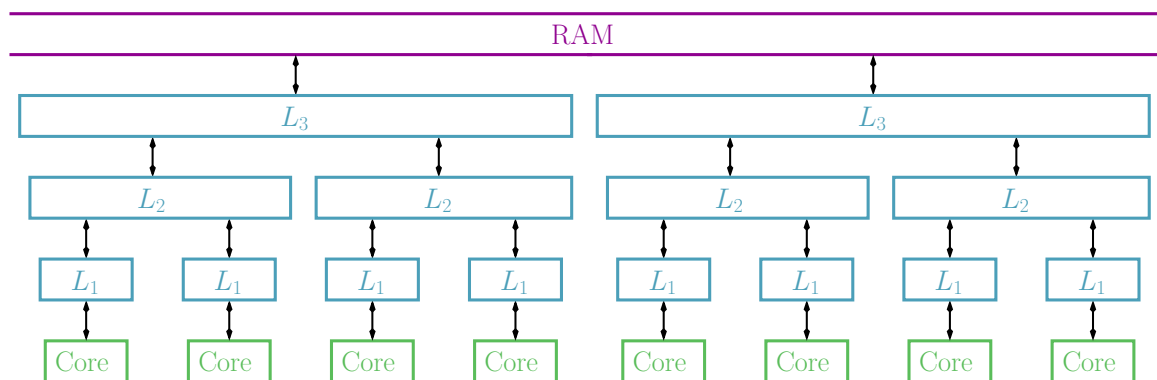 RAM
L₃ L₃
L₂ L₂ L₂ L₂
L₁ L₁ L₁ L₁ L₁ L₁ L₁ L₁
Core Core Core Core Core Core Core Core